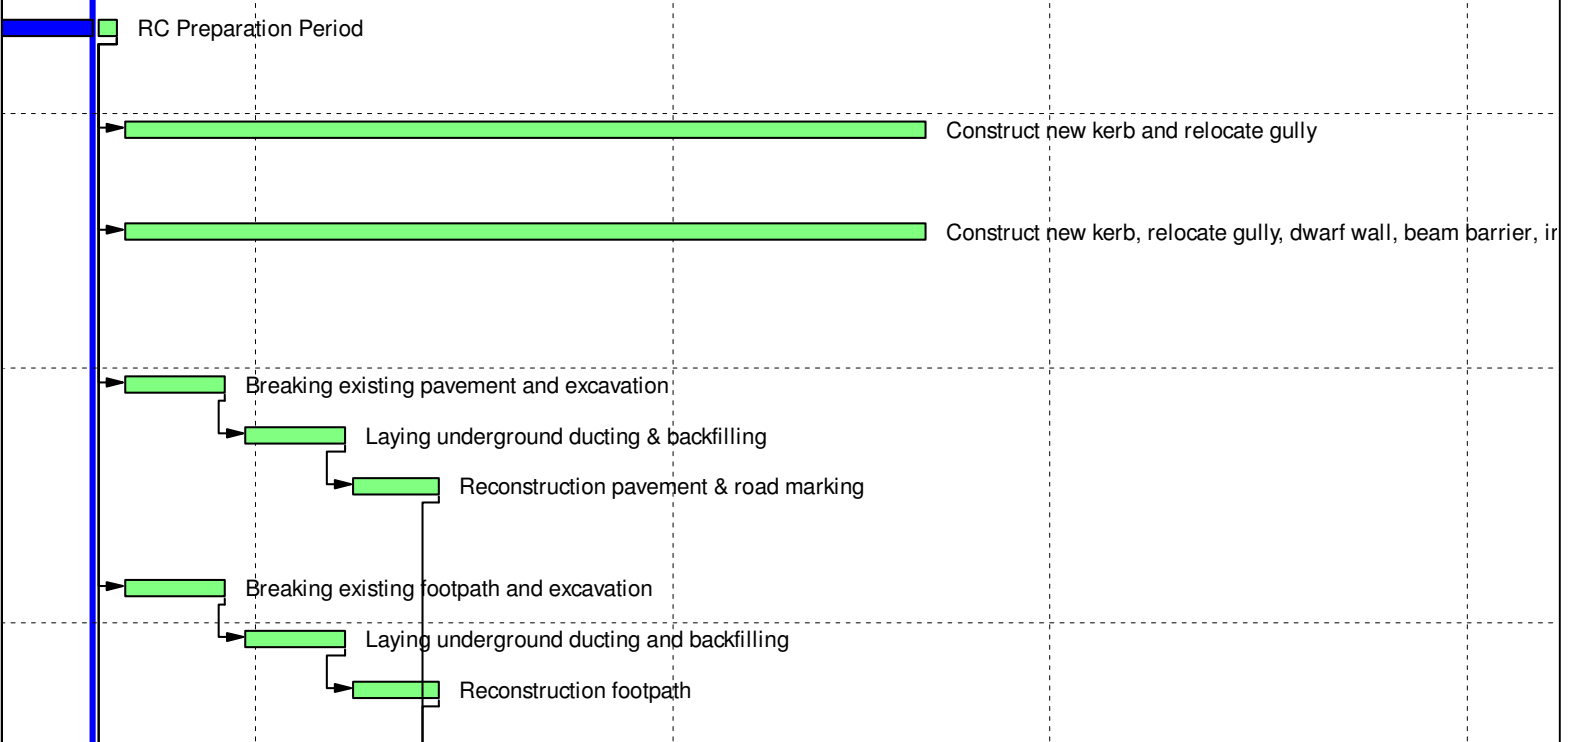 RC Preparation Period
Construct new kerb and relocate gully
Construct new kerb, relocate gully, dwarf wall, beam barrier,
Breaking existing pavement and excavation
Laying underground ducting & backfilling
Reconstruction pavement & road marking
Breaking existing footpath and excavation
Laying underground ducting and backfilling
Reconstruction footpath